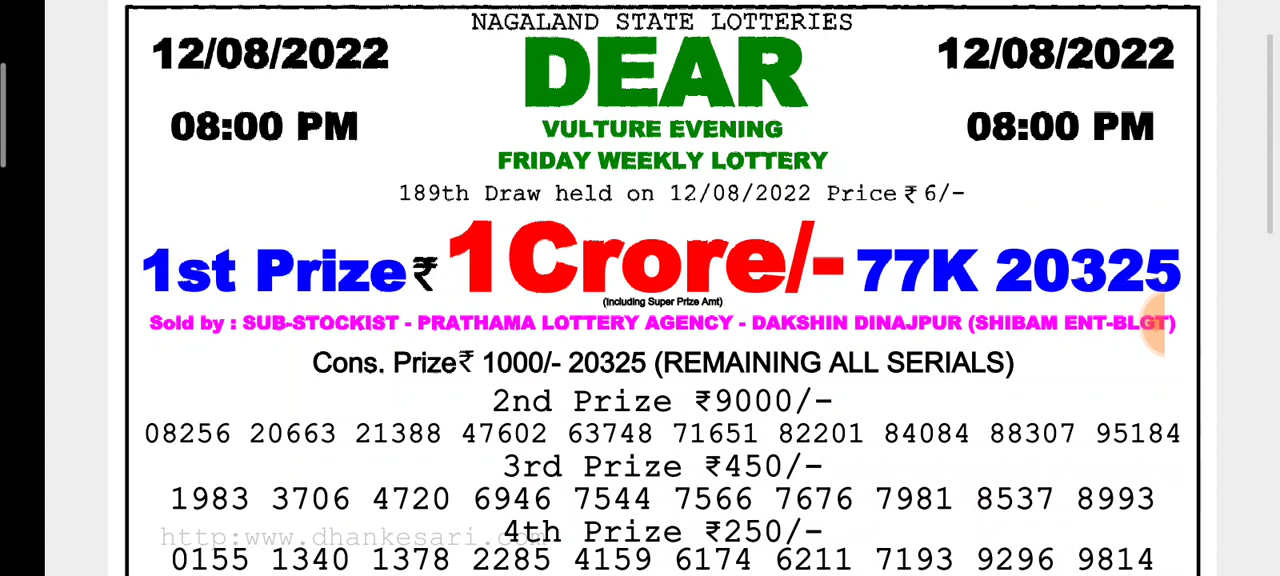 NAGALAND STATE LOTTERIES
12/08/2022 DEAR 12/08/2022
08:00 PM VULTURE EVENING 08:00 PM
FRIDAY WEEKLY LOTTERY
189th Draw held on 12/08/2022 Price ₹ 6/-
1st Prize ₹ 1Crore/- 77K 20325
(Including Super Prize Amt)
Sold by : SUB-STOCKIST - PRATHAMA LOTTERY AGENCY - DAKSHIN DINAJPUR (SHIBAM ENT-BLGT)
Cons. Prize ₹ 1000/- 20325 (REMAINING ALL SERIALS)
2nd Prize ₹9000/-
08256 20663 21388 47602 63748 71651 82201 84084 88307 95184
3rd Prize ₹450/-
1983 3706 4720 6946 7544 7566 7676 7981 8537 8993
4th Prize ₹250/-
http:www.dhankesari.com
0155 1340 1378 2285 4159 6174 6211 7193 9296 9814